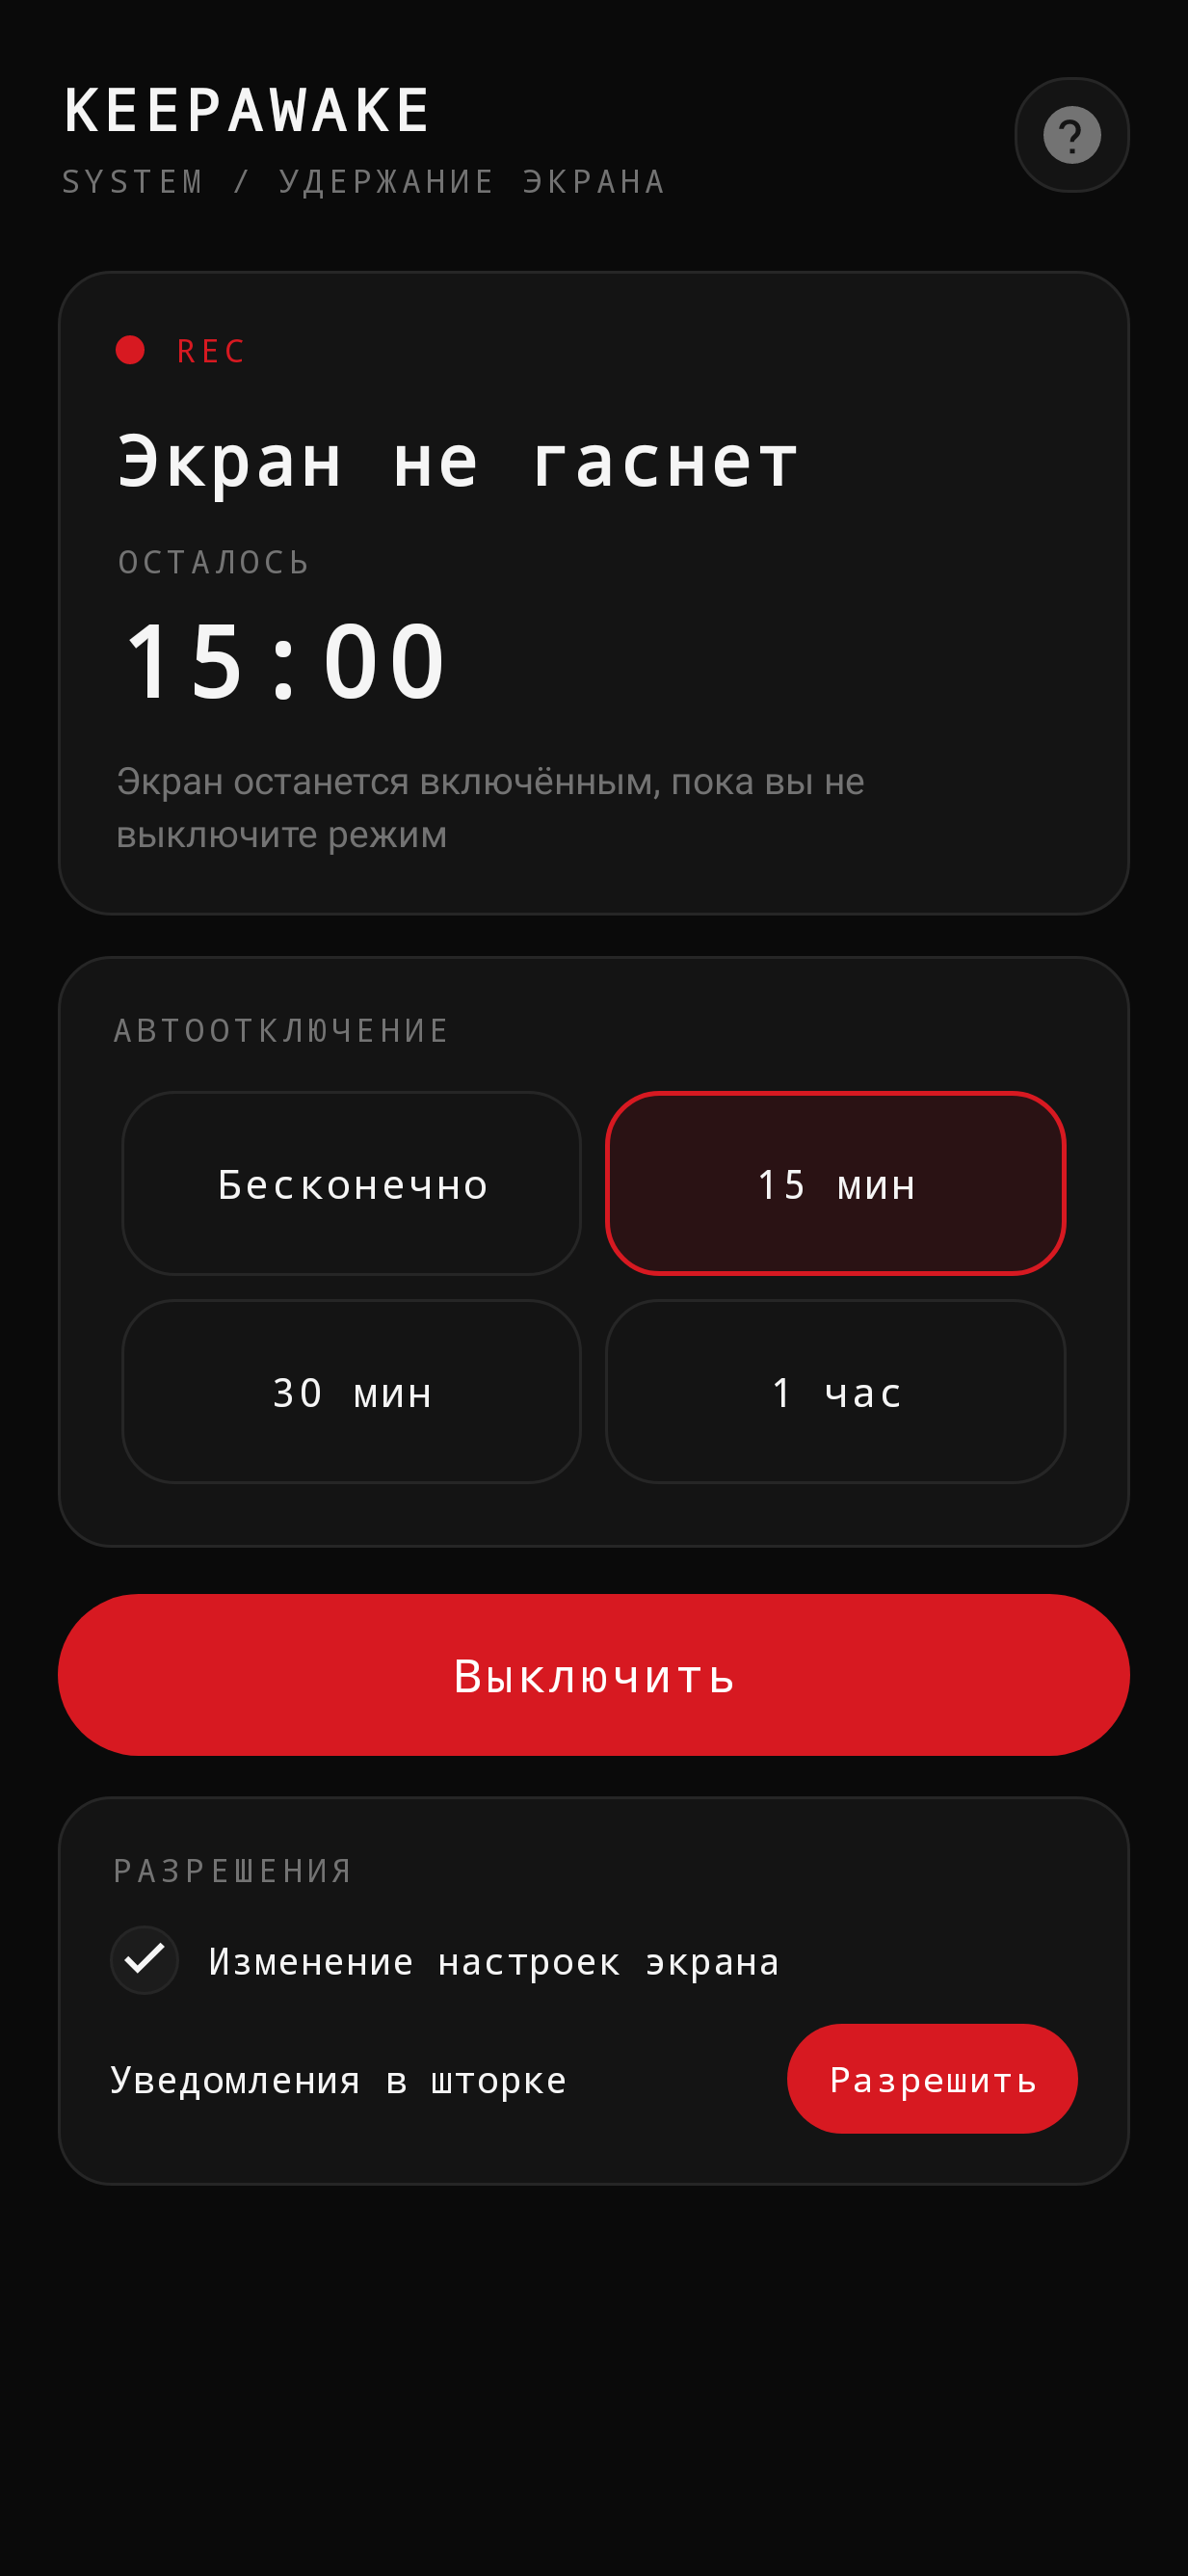 KEEPAWAKE
SYSTEM / УДЕРЖАНИЕ ЭКРАНА
?
REC
Экран не гаснет
ОСТАЛОСЬ
15:00
Экран останется включённым, пока вы не
выключите режим
АВТООТКЛЮЧЕНИЕ
Бесконечно
15 мин
30 мин
1 час
Выключить
РАЗРЕШЕНИЯ
Изменение настроек экрана
Уведомления в шторке
Разрешить